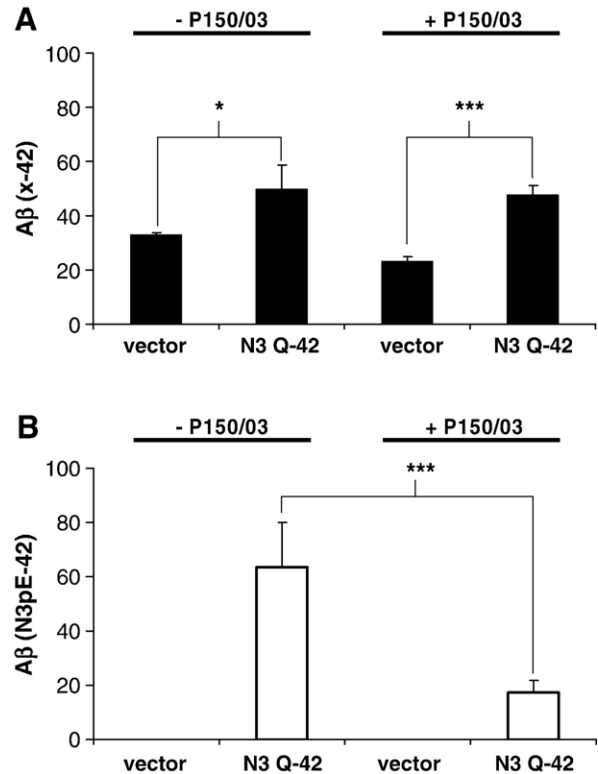 A
- P150/03 + P150/03
Aβ (x-42)
100
80
60
40
20
0
* ***
vector N3 Q-42 vector N3 Q-42
B
- P150/03 + P150/03
Aβ (N3pE-42)
100
80
60
40
20
0
***
vector N3 Q-42 vector N3 Q-42